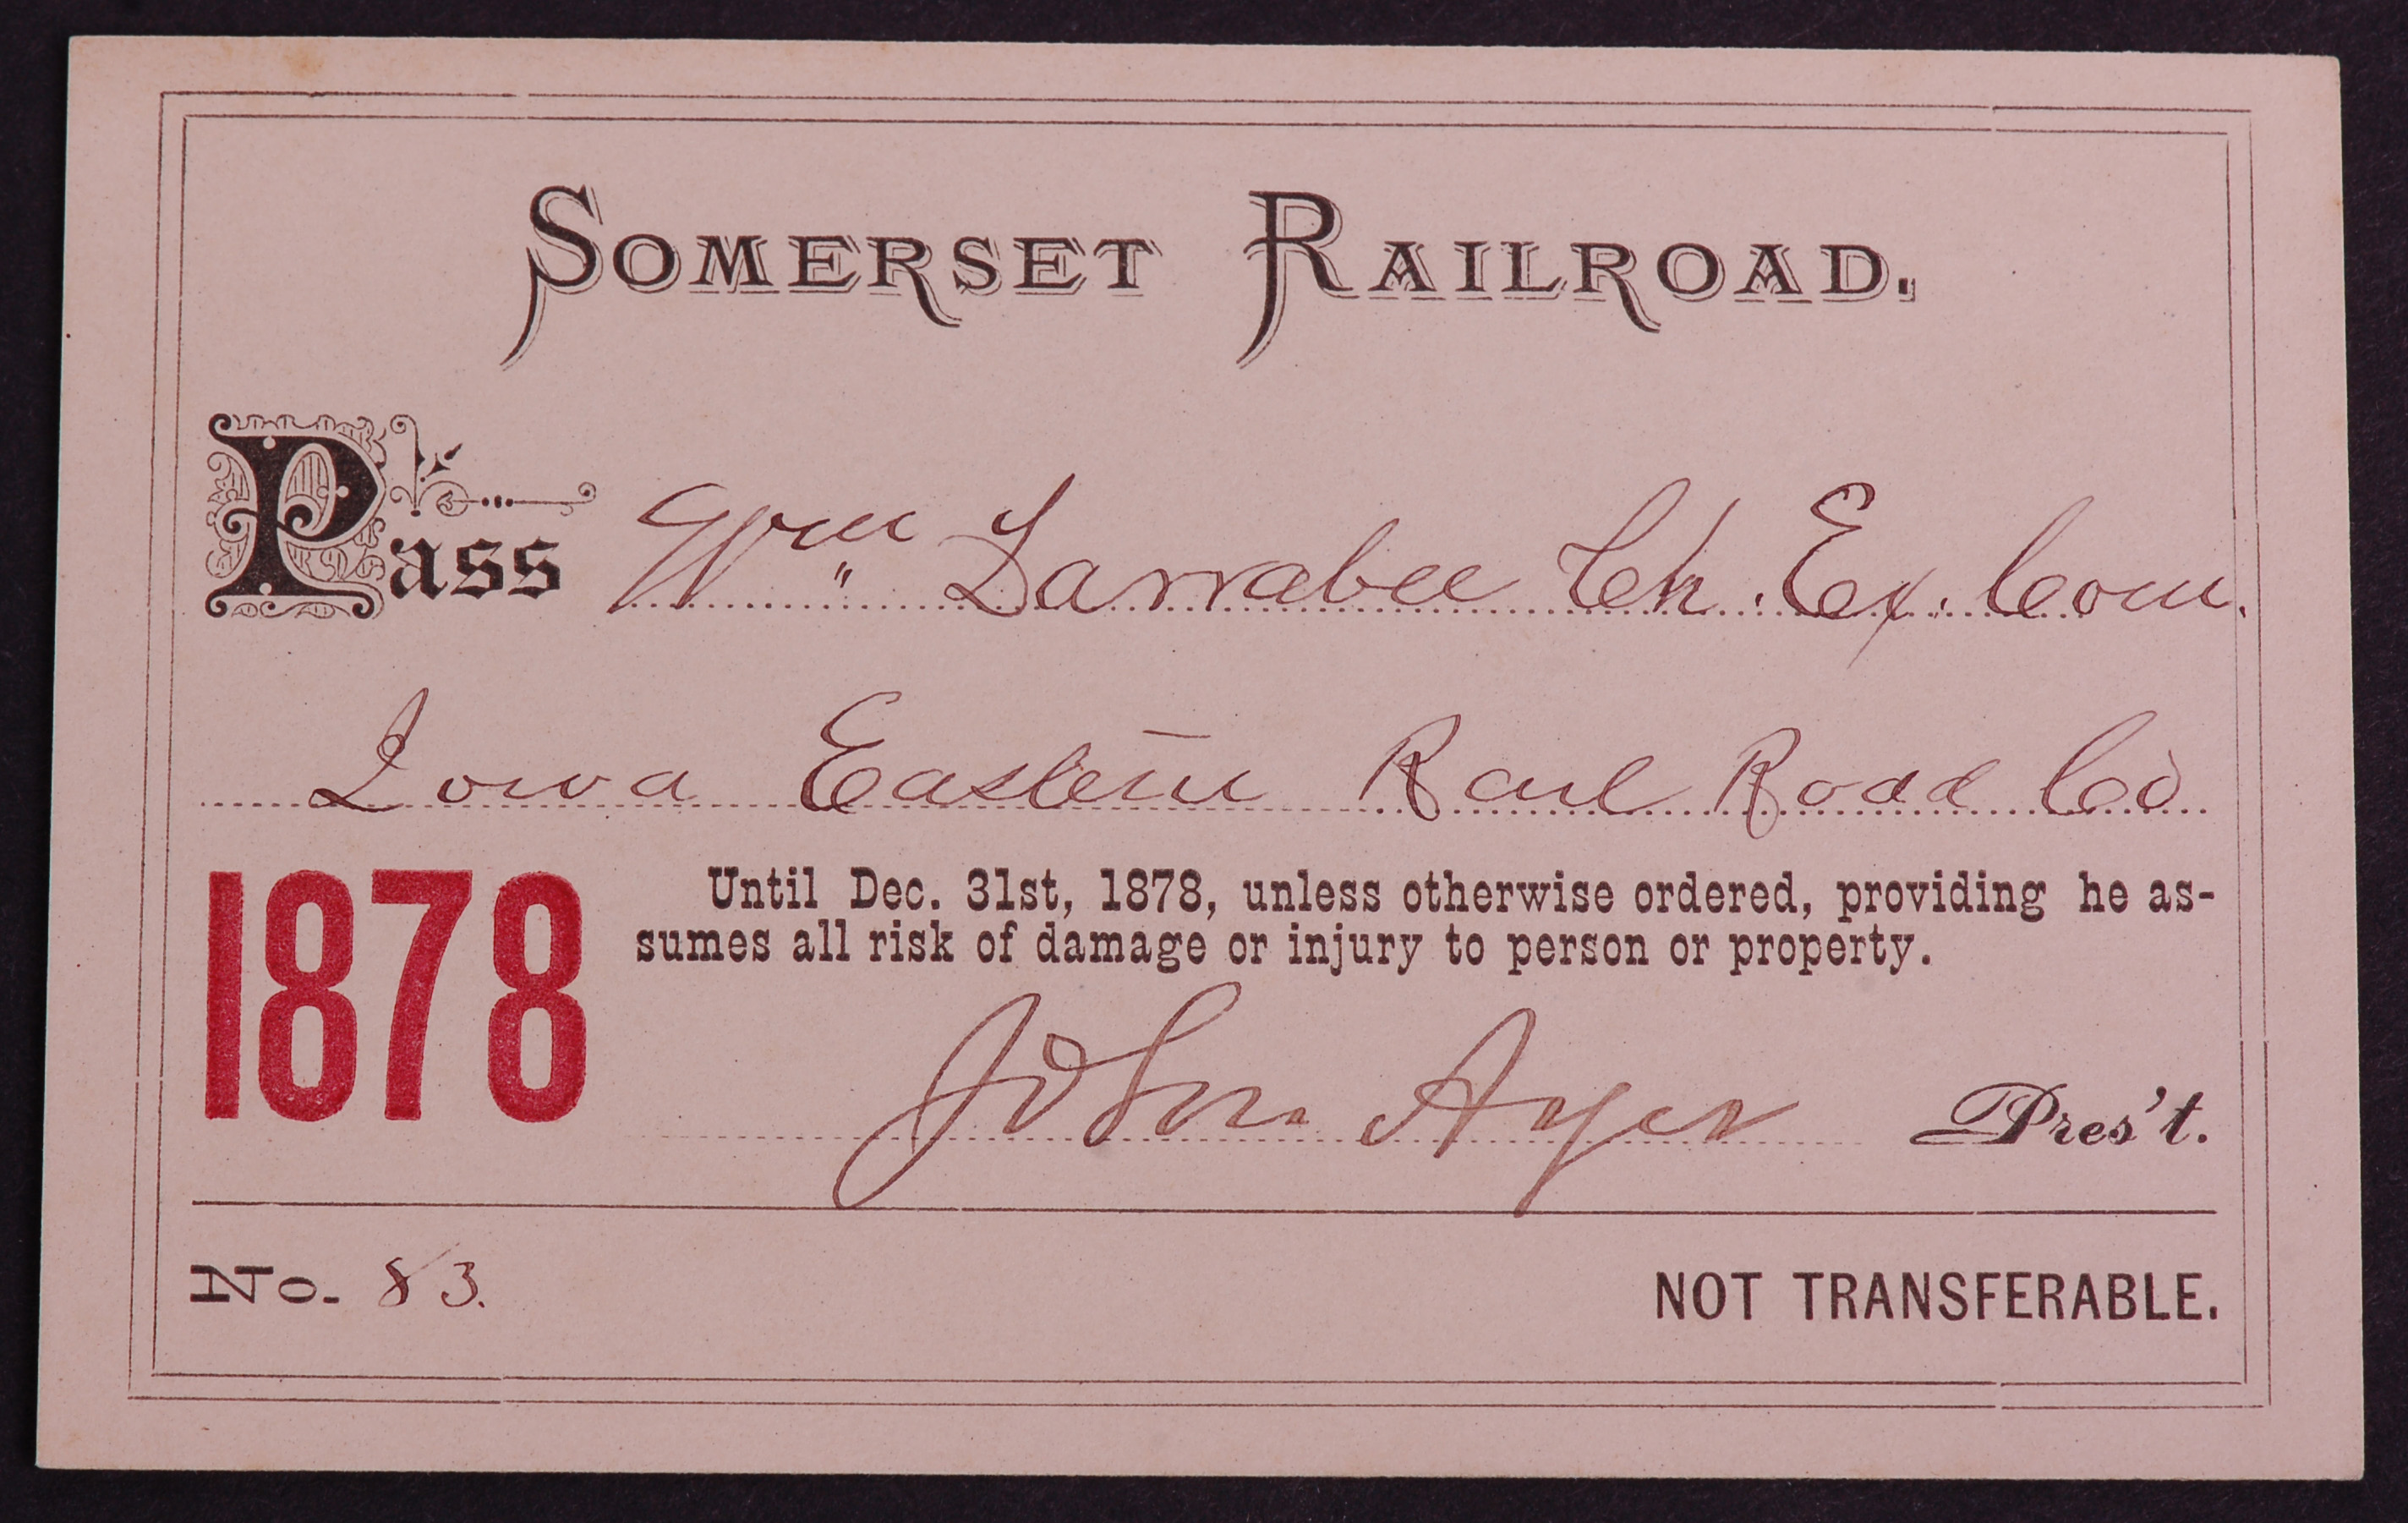 SOMERSET RAILROAD.
Pass Wm Larrabee Ch. Ex. Com.
Iowa Eastern Rail Road Co
1878
Until Dec. 31st, 1878, unless otherwise ordered, providing he as-
sumes all risk of damage or injury to person or property.
John Ayer Pres't.
No. 83. NOT TRANSFERABLE.